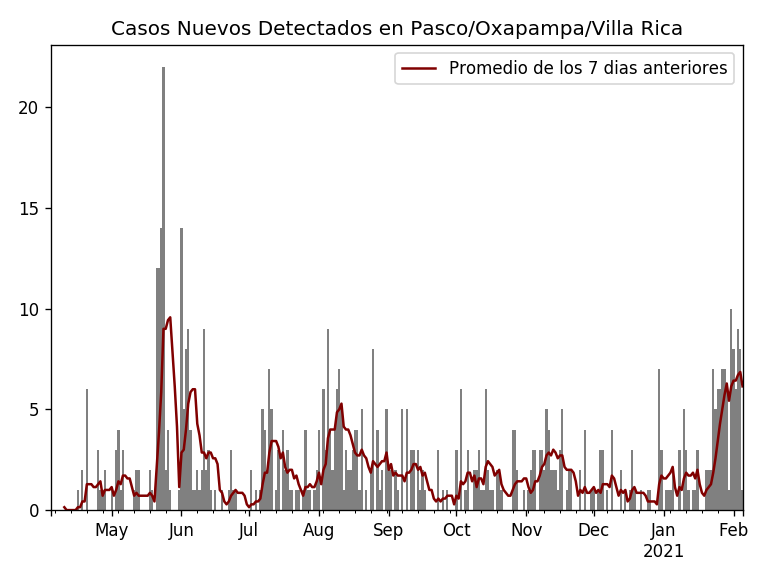 Casos Nuevos Detectados en Pasco/Oxapampa/Villa Rica
Promedio de los 7 dias anteriores
20
15
10
5
0
May Jun Jul Aug Sep Oct Nov Dec Jan Feb
2021